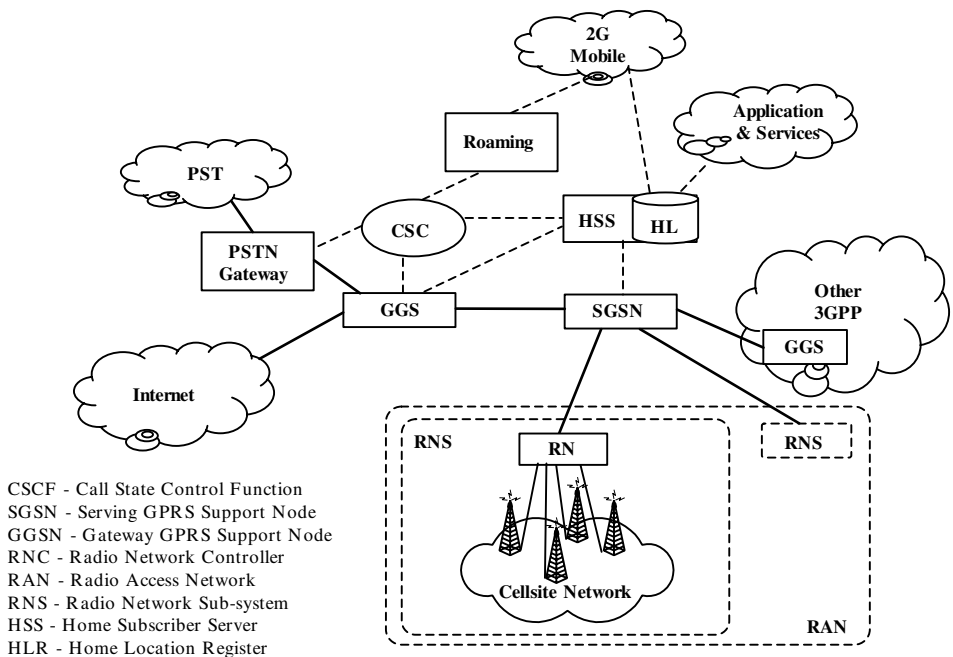 2G
Mobile
Application
& Services
Roaming
PST
CSC
HSS
HL
PSTN
Gateway
GGS
SGSN
Other
3GPP
GGS
Internet
RNS
RN
RNS
Cellsite Network
RAN
CSCF - Call State Control Function
SGSN - Serving GPRS Support Node
GGSN - Gateway GPRS Support Node
RNC - Radio Network Controller
RAN - Radio Access Network
RNS - Radio Network Sub-system
HSS - Home Subscriber Server
HLR - Home Location Register